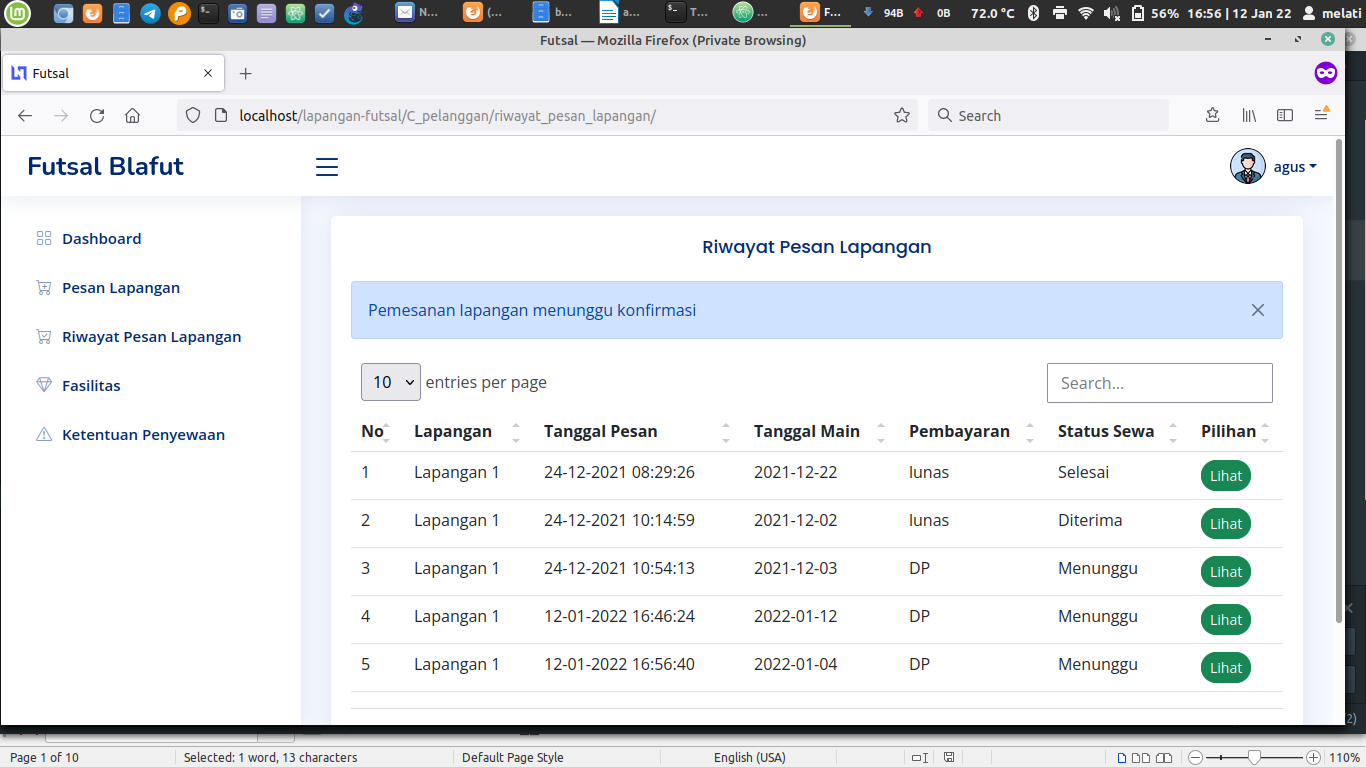 N... (... b... a... T... ... F... 94B 0B 72.0 °C 56% 16:56 | 12 Jan 22 melati
Futsal — Mozilla Firefox (Private Browsing)
Futsal
localhost/lapangan-futsal/C_pelanggan/riwayat_pesan_lapangan/ Search
Futsal Blafut agus
Dashboard
Pesan Lapangan
Riwayat Pesan Lapangan
Fasilitas
Ketentuan Penyewaan
Riwayat Pesan Lapangan
Pemesanan lapangan menunggu konfirmasi
10 entries per page Search...
No Lapangan Tanggal Pesan Tanggal Main Pembayaran Status Sewa Pilihan
1 Lapangan 1 24-12-2021 08:29:26 2021-12-22 lunas Selesai Lihat
2 Lapangan 1 24-12-2021 10:14:59 2021-12-02 lunas Diterima Lihat
3 Lapangan 1 24-12-2021 10:54:13 2021-12-03 DP Menunggu Lihat
4 Lapangan 1 12-01-2022 16:46:24 2022-01-12 DP Menunggu Lihat
5 Lapangan 1 12-01-2022 16:56:40 2022-01-04 DP Menunggu Lihat
(2)
Page 1 of 10 Selected: 1 word, 13 characters Default Page Style English (USA) 110%